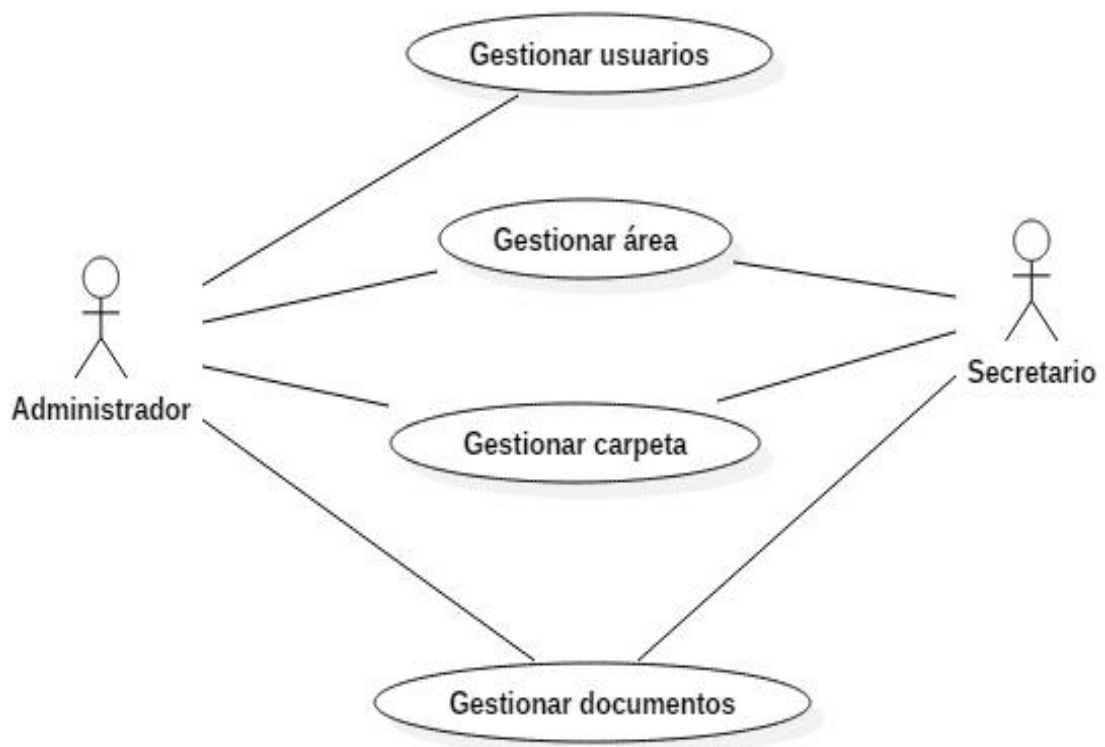 Gestionar usuarios
Gestionar área
Administrador
Secretario
Gestionar carpeta
Gestionar documentos